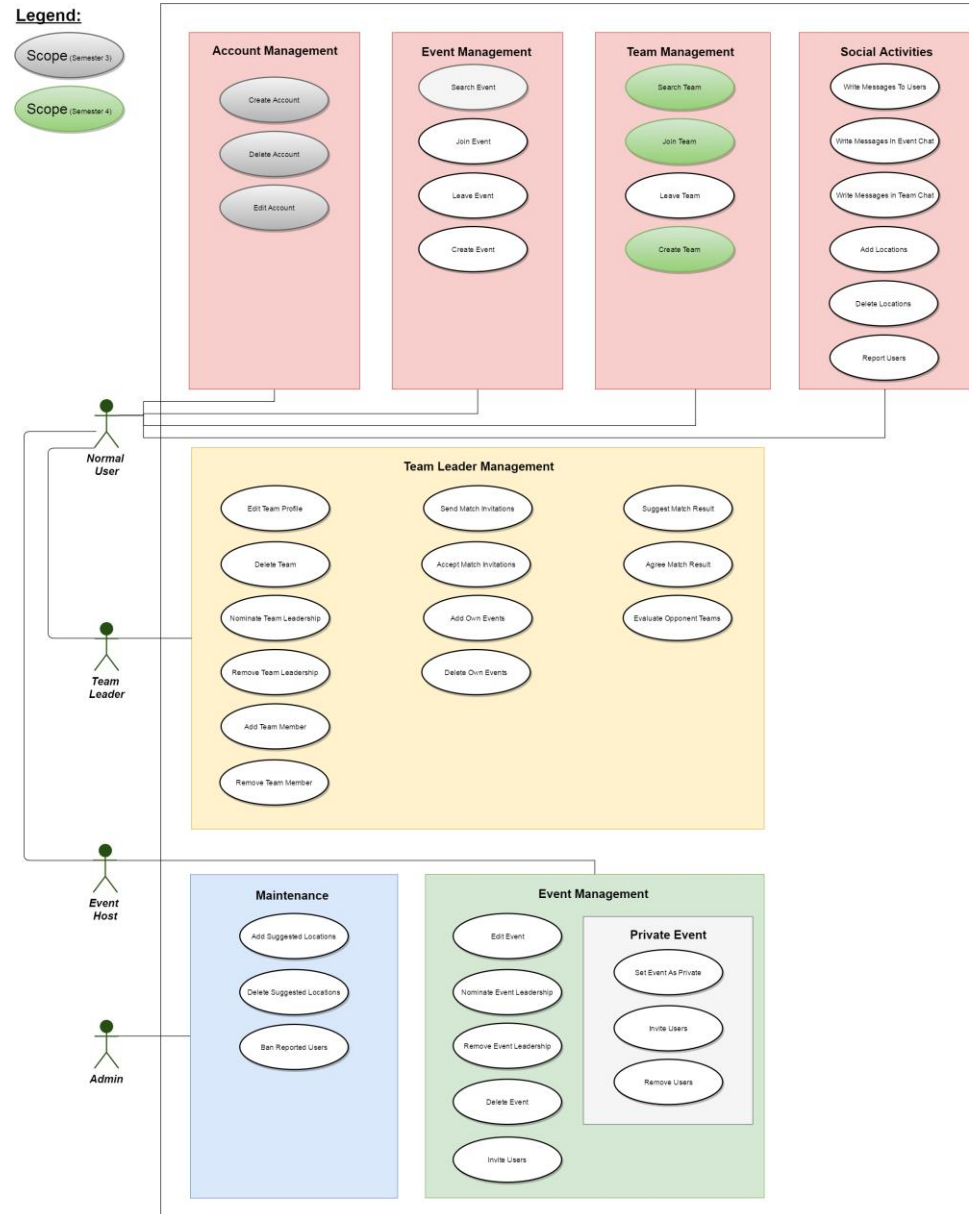 Legend:
Scope (Semester 3)
Scope (Semester 4)
Account Management
Create Account
Delete Account
Edit Account
Event Management
Search Event
Join Event
Leave Event
Create Event
Team Management
Search Team
Join Team
Leave Team
Create Team
Social Activities
Write Messages To Users
Write Messages In Event Chat
Write Messages in Team Chat
Add Locations
Delete Locations
Report Users
Normal
User
Team Leader Management
Edit Team Profile
Delete Team
Nominate Team Leadership
Remove Team Leadership
Add Team Member
Remove Team Member
Send Match Invitations
Accept Match Invitations
Add Own Events
Delete Own Events
Suggest Match Result
Agree Match Result
Evaluate Opponent Teams
Team
Leader
Event
Host
Maintenance
Add Suggested Locations
Delete Suggested Locations
Ban Reported Users
Event Management
Edit Event
Nominate Event Leadership
Remove Event Leadership
Delete Event
Invite Users
Private Event
Set Event As Private
Invite Users
Remove Users
Admin